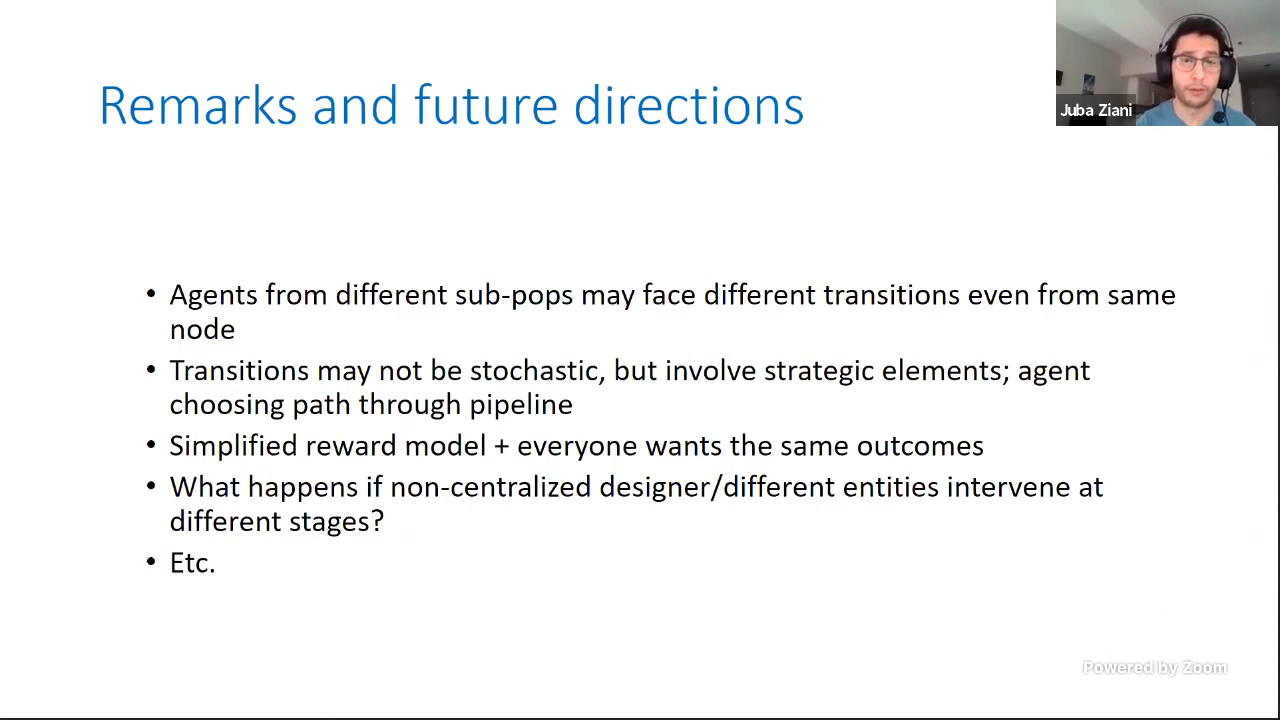 Remarks and future directions
Juba Ziani
• Agents from different sub-pops may face different transitions even from same
node
• Transitions may not be stochastic, but involve strategic elements; agent
choosing path through pipeline
• Simplified reward model + everyone wants the same outcomes
• What happens if non-centralized designer/different entities intervene at
different stages?
• Etc.
Powered by Zoom